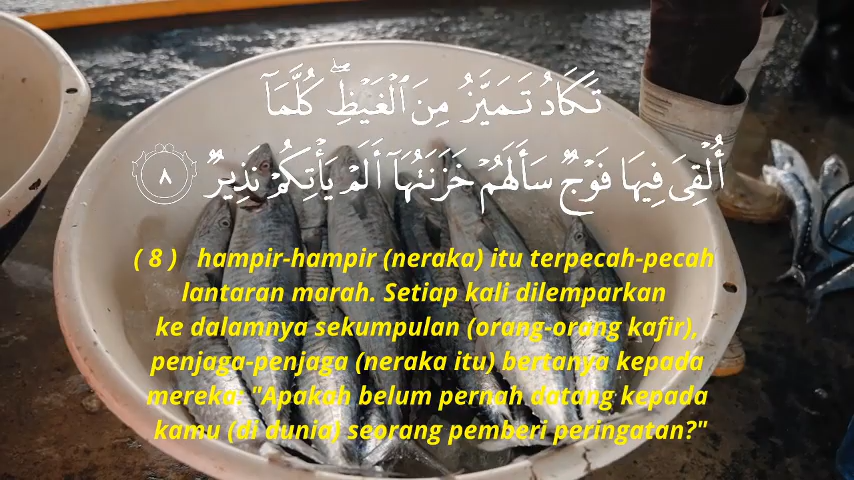 تَكَادُ تَمَيَّزُ مِنَ ٱلْغَيْظِ ۖ كُلَّمَآ
أُلْقِىَ فِيهَا فَوْجٌ سَأَلَهُمْ خَزَنَتُهَآ أَلَمْ يَأْتِكُمْ نَذِيرٌ ٨
( 8 ) hampir-hampir (neraka) itu terpecah-pecah
lantaran marah. Setiap kali dilemparkan
ke dalamnya sekumpulan (orang-orang kafir),
penjaga-penjaga (neraka itu) bertanya kepada
mereka: "Apakah belum pernah datang kepada
kamu (di dunia) seorang pemberi peringatan?"